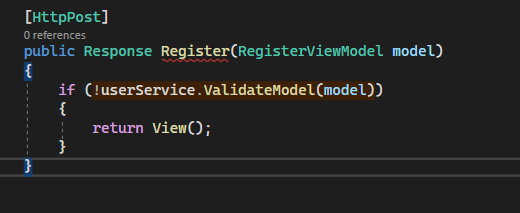 [HttpPost]
0 references
public Response Register(RegisterViewModel model)
{
    if (!userService.ValidateModel(model))
    {
        return View();
    }
}